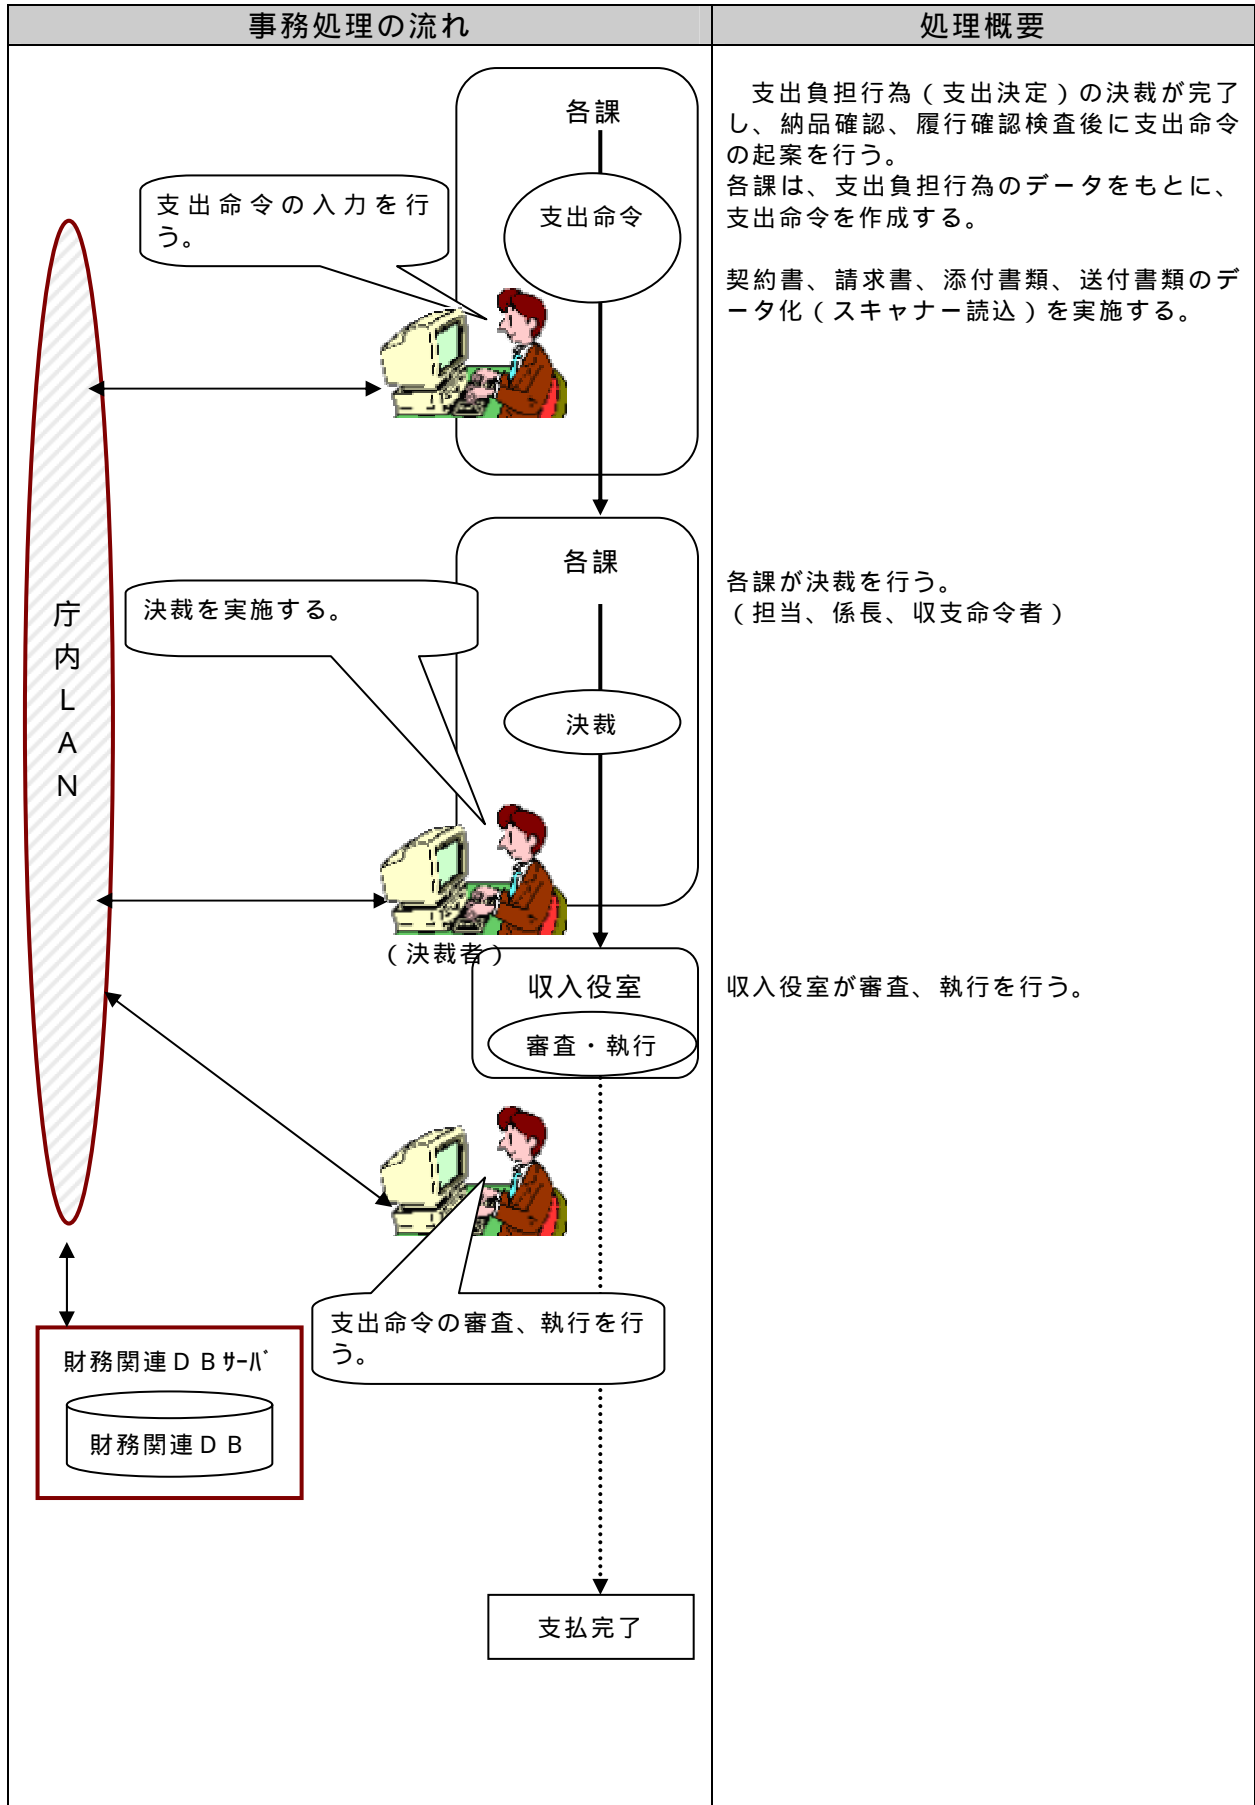 事務処理の流れ
処理概要
各課
支出命令の入力を行
う。
支出命令
支出負担行為（支出決定）の決裁が完了
し、納品確認、履行確認検査後に支出命令
の起案を行う。
各課は、支出負担行為のデータをもとに、
支出命令を作成する。
契約書、請求書、添付書類、送付書類のデ
ータ化（スキャナー読込）を実施する。
各課
決裁を実施する。
決裁
各課が決裁を行う。
（担当、係長、収支命令者）
庁
内
Ｌ
Ａ
Ｎ
（決裁者）
収入役室
審査・執行
収入役室が審査、執行を行う。
支出命令の審査、執行を行
う。
財務関連ＤＢｻｰﾊﾞ
財務関連ＤＢ
支払完了